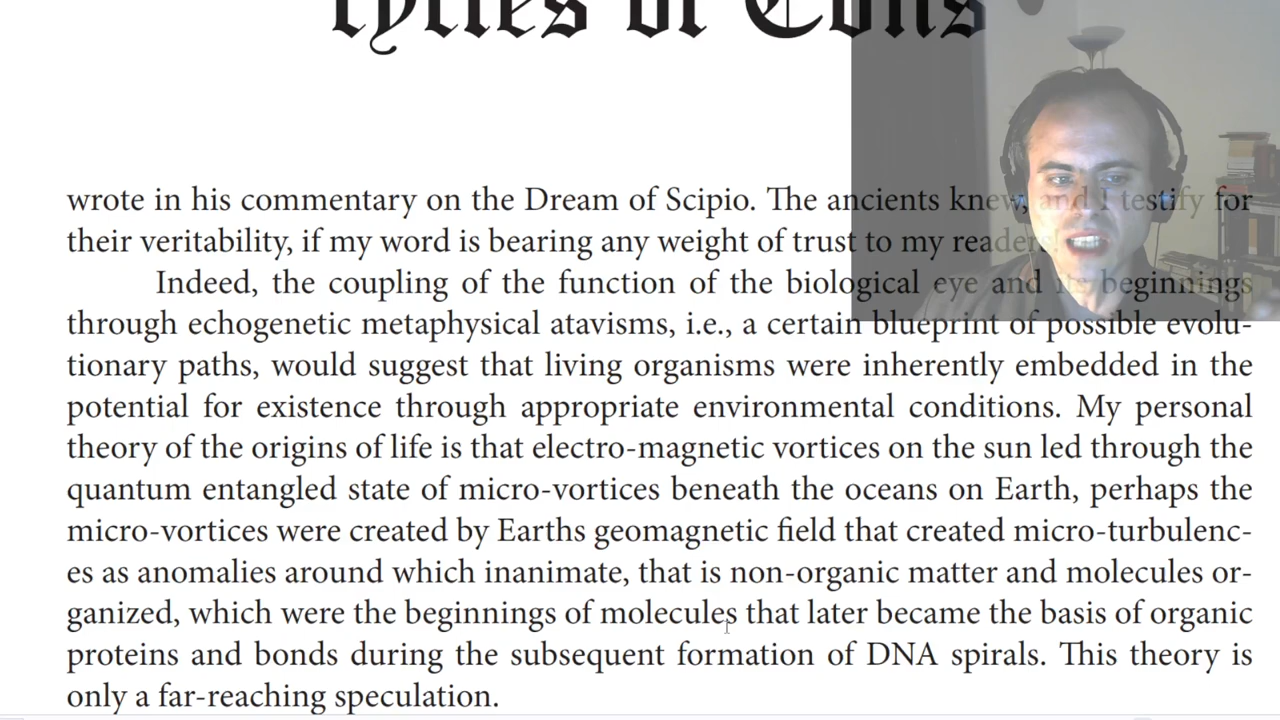 cycles of Eons
wrote in his commentary on the Dream of Scipio. The ancients knew, and I testify for
their veritability, if my word is bearing any weight of trust to my readers!
Indeed, the coupling of the function of the biological eye and its beginnings
through echogenetic metaphysical atavisms, i.e., a certain blueprint of possible evolu-
tionary paths, would suggest that living organisms were inherently embedded in the
potential for existence through appropriate environmental conditions. My personal
theory of the origins of life is that electro-magnetic vortices on the sun led through the
quantum entangled state of micro-vortices beneath the oceans on Earth, perhaps the
micro-vortices were created by Earths geomagnetic field that created micro-turbulenc-
es as anomalies around which inanimate, that is non-organic matter and molecules or-
ganized, which were the beginnings of molecules that later became the basis of organic
proteins and bonds during the subsequent formation of DNA spirals. This theory is
only a far-reaching speculation.